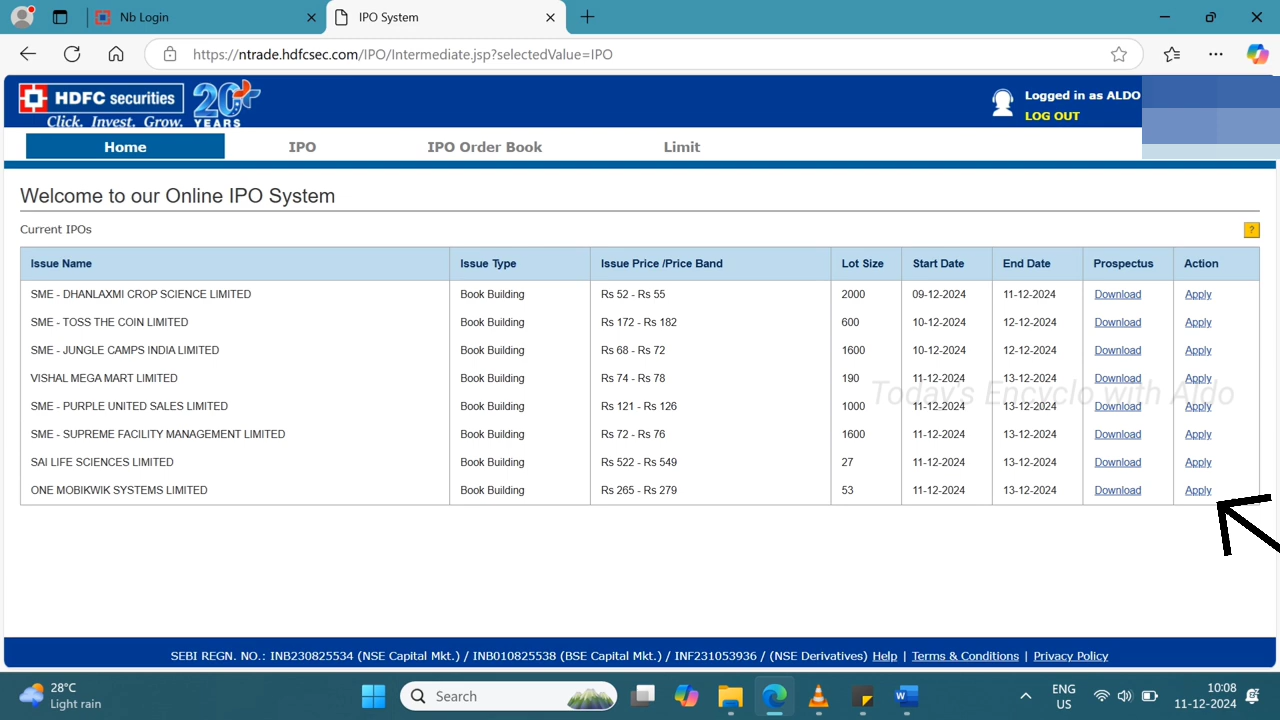 Nb Login
IPO System
https://ntrade.hdfcsec.com/IPO/Intermediate.jsp?selectedValue=IPO
HDFC securities
Click. Invest. Grow.
20+
YEARS
Logged in as ALDO
LOG OUT
Home IPO IPO Order Book Limit
Welcome to our Online IPO System
Current IPOs
?
Issue Name Issue Type Issue Price /Price Band Lot Size Start Date End Date Prospectus Action
SME - DHANLAXMI CROP SCIENCE LIMITED Book Building Rs 52 - Rs 55 2000 09-12-2024 11-12-2024 Download Apply
SME - TOSS THE COIN LIMITED Book Building Rs 172 - Rs 182 600 10-12-2024 12-12-2024 Download Apply
SME - JUNGLE CAMPS INDIA LIMITED Book Building Rs 68 - Rs 72 1600 10-12-2024 12-12-2024 Download Apply
VISHAL MEGA MART LIMITED Book Building Rs 74 - Rs 78 190 11-12-2024 13-12-2024 Download Apply
Today's Encyclo with Aldo
SME - PURPLE UNITED SALES LIMITED Book Building Rs 121 - Rs 126 1000 11-12-2024 13-12-2024 Download Apply
SME - SUPREME FACILITY MANAGEMENT LIMITED Book Building Rs 72 - Rs 76 1600 11-12-2024 13-12-2024 Download Apply
SAI LIFE SCIENCES LIMITED Book Building Rs 522 - Rs 549 27 11-12-2024 13-12-2024 Download Apply
ONE MOBIKWIK SYSTEMS LIMITED Book Building Rs 265 - Rs 279 53 11-12-2024 13-12-2024 Download Apply
SEBI REGN. NO.: INB230825534 (NSE Capital Mkt.) / INB010825538 (BSE Capital Mkt.) / INF231053936 / (NSE Derivatives) Help | Terms & Conditions | Privacy Policy
28°C
Light rain
Search
ENG
US
10:08
11-12-2024